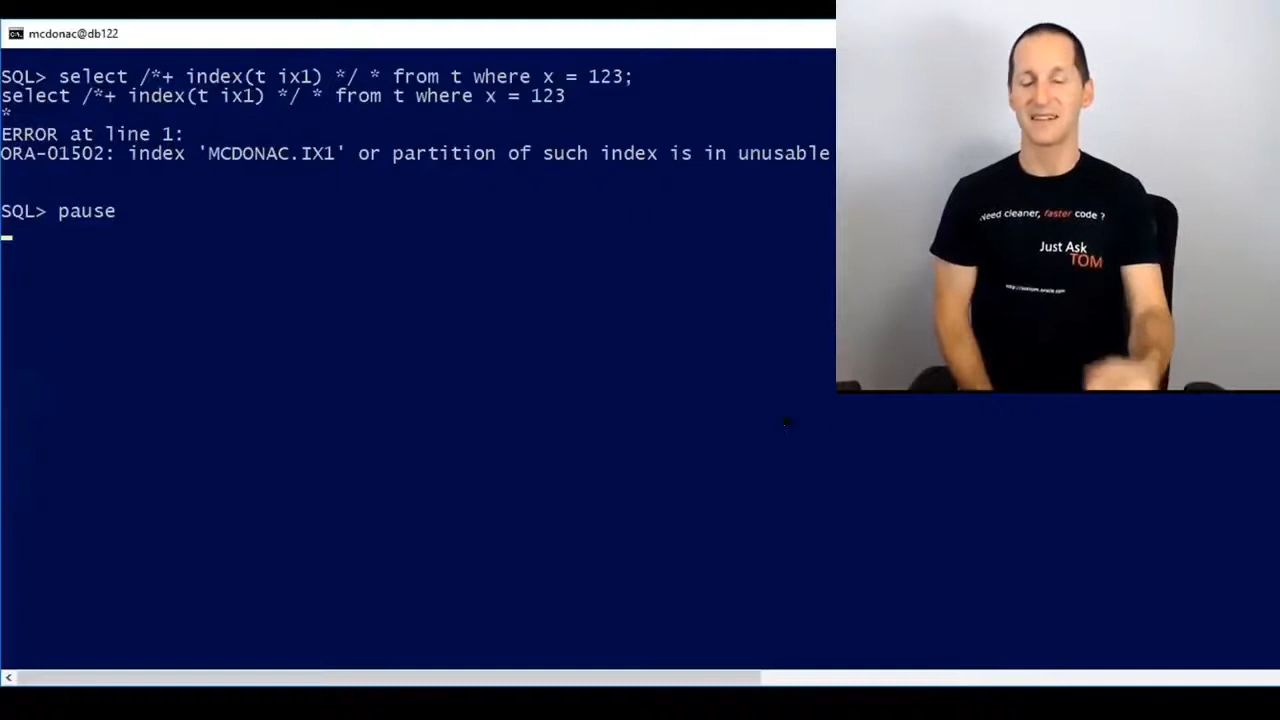 mcdonac@db122
SQL> select /*+ index(t ix1) */ * from t where x = 123;
select /*+ index(t ix1) */ * from t where x = 123
*
ERROR at line 1:
ORA-01502: index 'MCDONAC.IX1' or partition of such index is in unusable
SQL> pause
Need cleaner, faster code ?
Just Ask
TOM